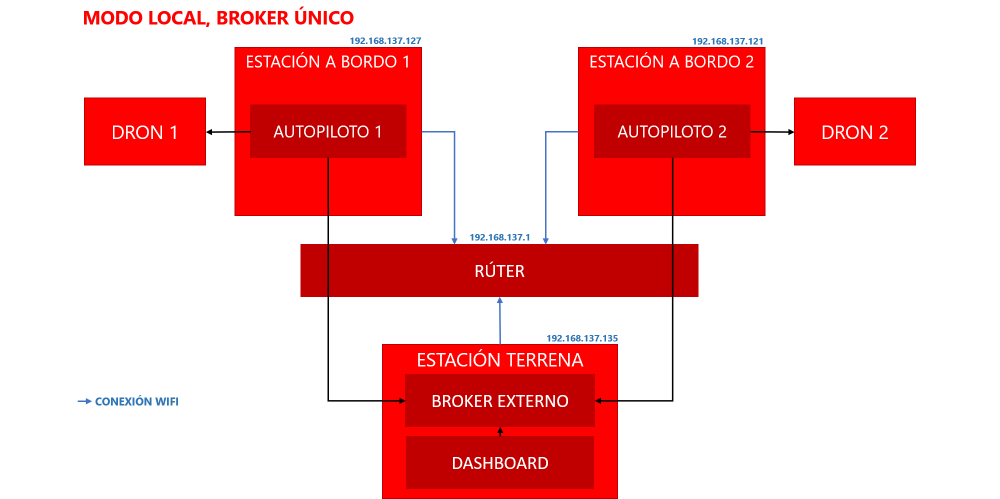 MODO LOCAL, BROKER ÚNICO
192.168.137.127
192.168.137.121
ESTACIÓN A BORDO 1
ESTACIÓN A BORDO 2
DRON 1
AUTOPILOTO 1
AUTOPILOTO 2
DRON 2
192.168.137.1
RÚTER
192.168.137.135
ESTACIÓN TERRENA
BROKER EXTERNO
CONEXIÓN WIFI
DASHBOARD